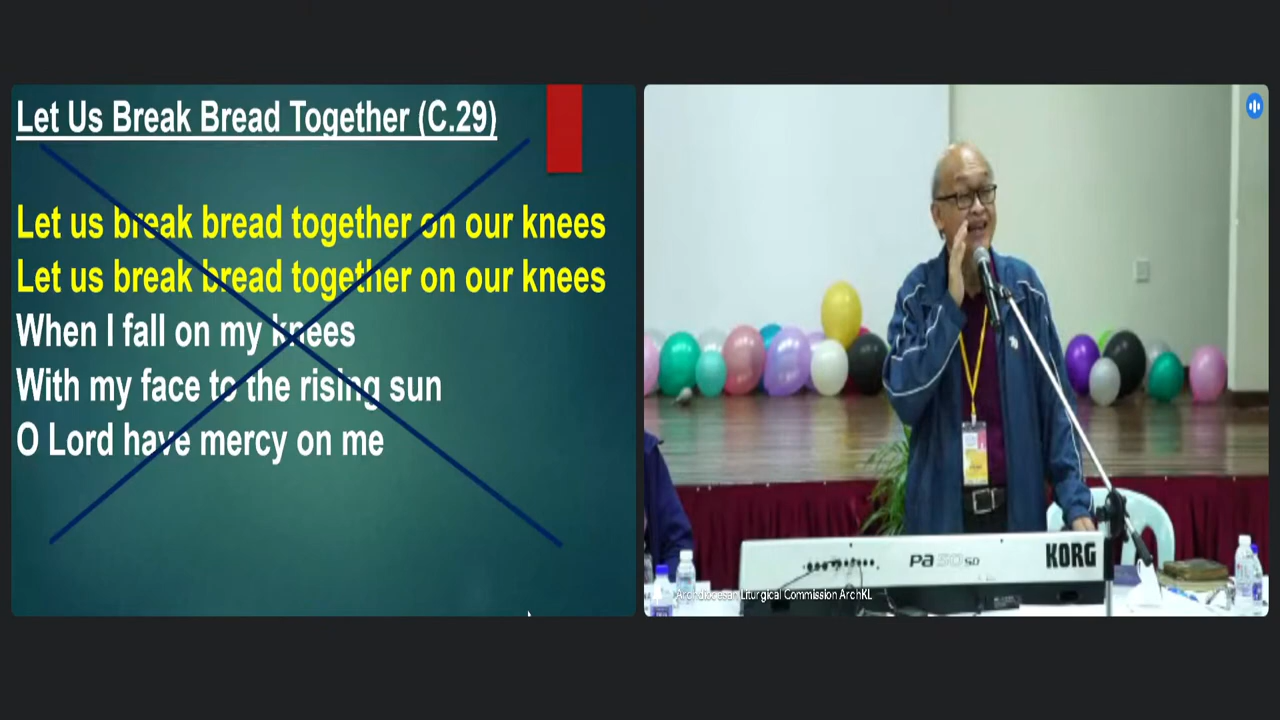 Let Us Break Bread Together (C.29)
Let us break bread together on our knees
Let us break bread together on our knees
When I fall on my knees
With my face to the rising sun
O Lord have mercy on me
Pa 50 SD
KORG
Archdiocesan Liturgical Commission ArchKL